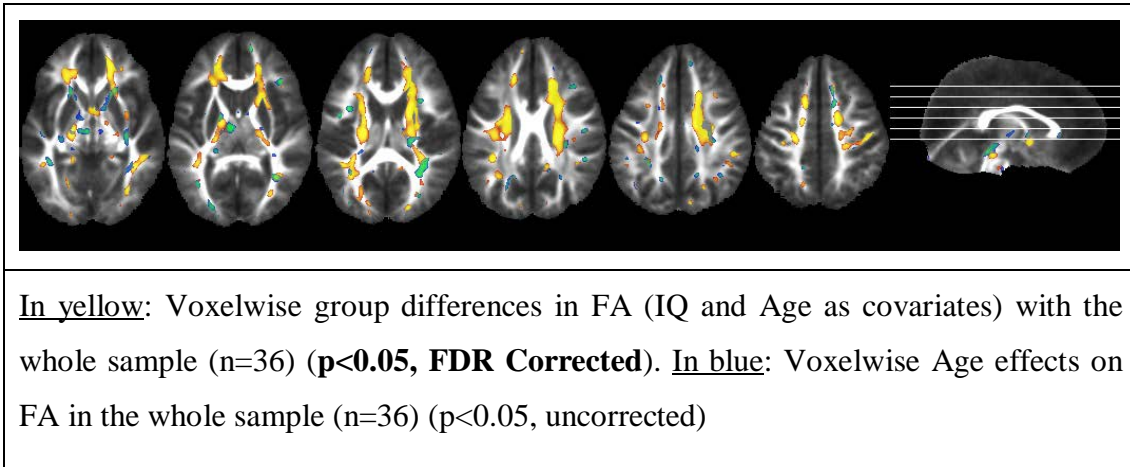 In yellow: Voxelwise group differences in FA (IQ and Age as covariates) with the
whole sample (n=36) (p<0.05, FDR Corrected). In blue: Voxelwise Age effects on
FA in the whole sample (n=36) (p<0.05, uncorrected)